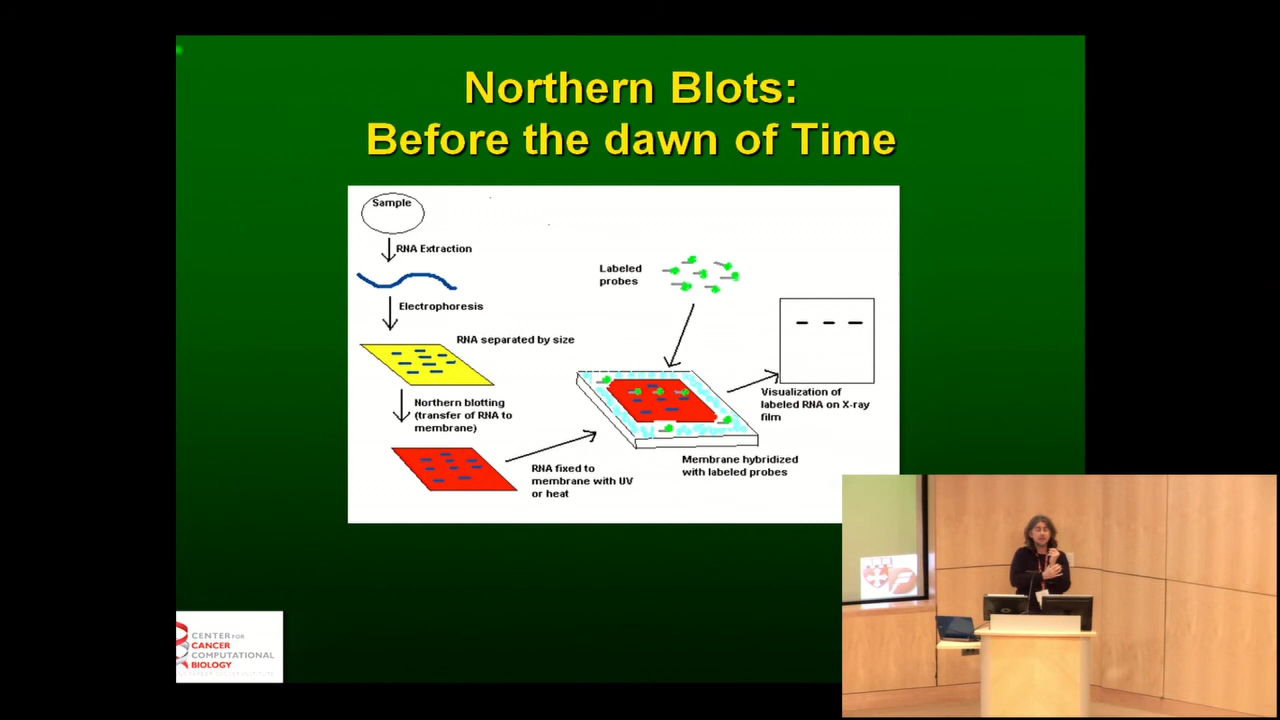 Northern Blots:
Before the dawn of Time
Sample
RNA Extraction
Electrophoresis
RNA separated by size
Northern blotting
(transfer of RNA to
membrane)
RNA fixed to
membrane with UV
or heat
Labeled
probes
Membrane hybridized
with labeled probes
Visualization of
labeled RNA on X-ray
film
CENTER FOR
CANCER
COMPUTATIONAL
BIOLOGY